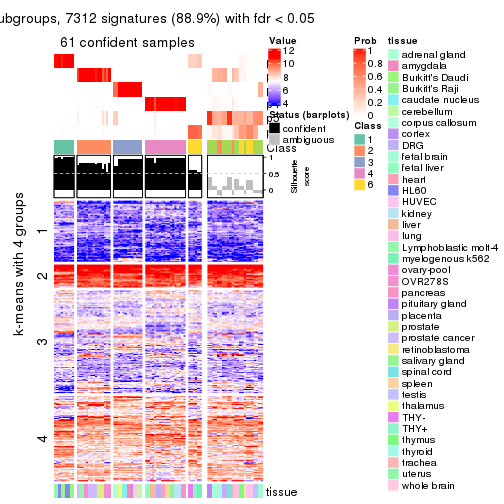 ubgroups, 7312 signatures (88.9%) with fdr < 0.05
61 confident samples
Value
12
10
8
6
4
Status (barplots)
confident
ambiguous
Class
1
0.5
0
Silhouette
score
k-means with 4 groups
1
2
3
4
tissue
Prob
1
0.8
0.6
0.4
0.2
0
Class
1
2
3
4
6
tissue
adrenal gland
amygdala
Burkitt's Daudi
Burkitt's Raji
caudate nucleus
cerebellum
corpus callosum
cortex
DRG
fetal brain
fetal liver
heart
HL60
HUVEC
kidney
liver
lung
Lymphoblastic molt-4
myelogenous k562
ovary-pool
OVR278S
pancreas
pituitary gland
placenta
prostate
prostate cancer
retinoblastoma
salivary gland
spinal cord
spleen
testis
thalamus
THY-
THY+
thymus
thyroid
trachea
uterus
whole brain